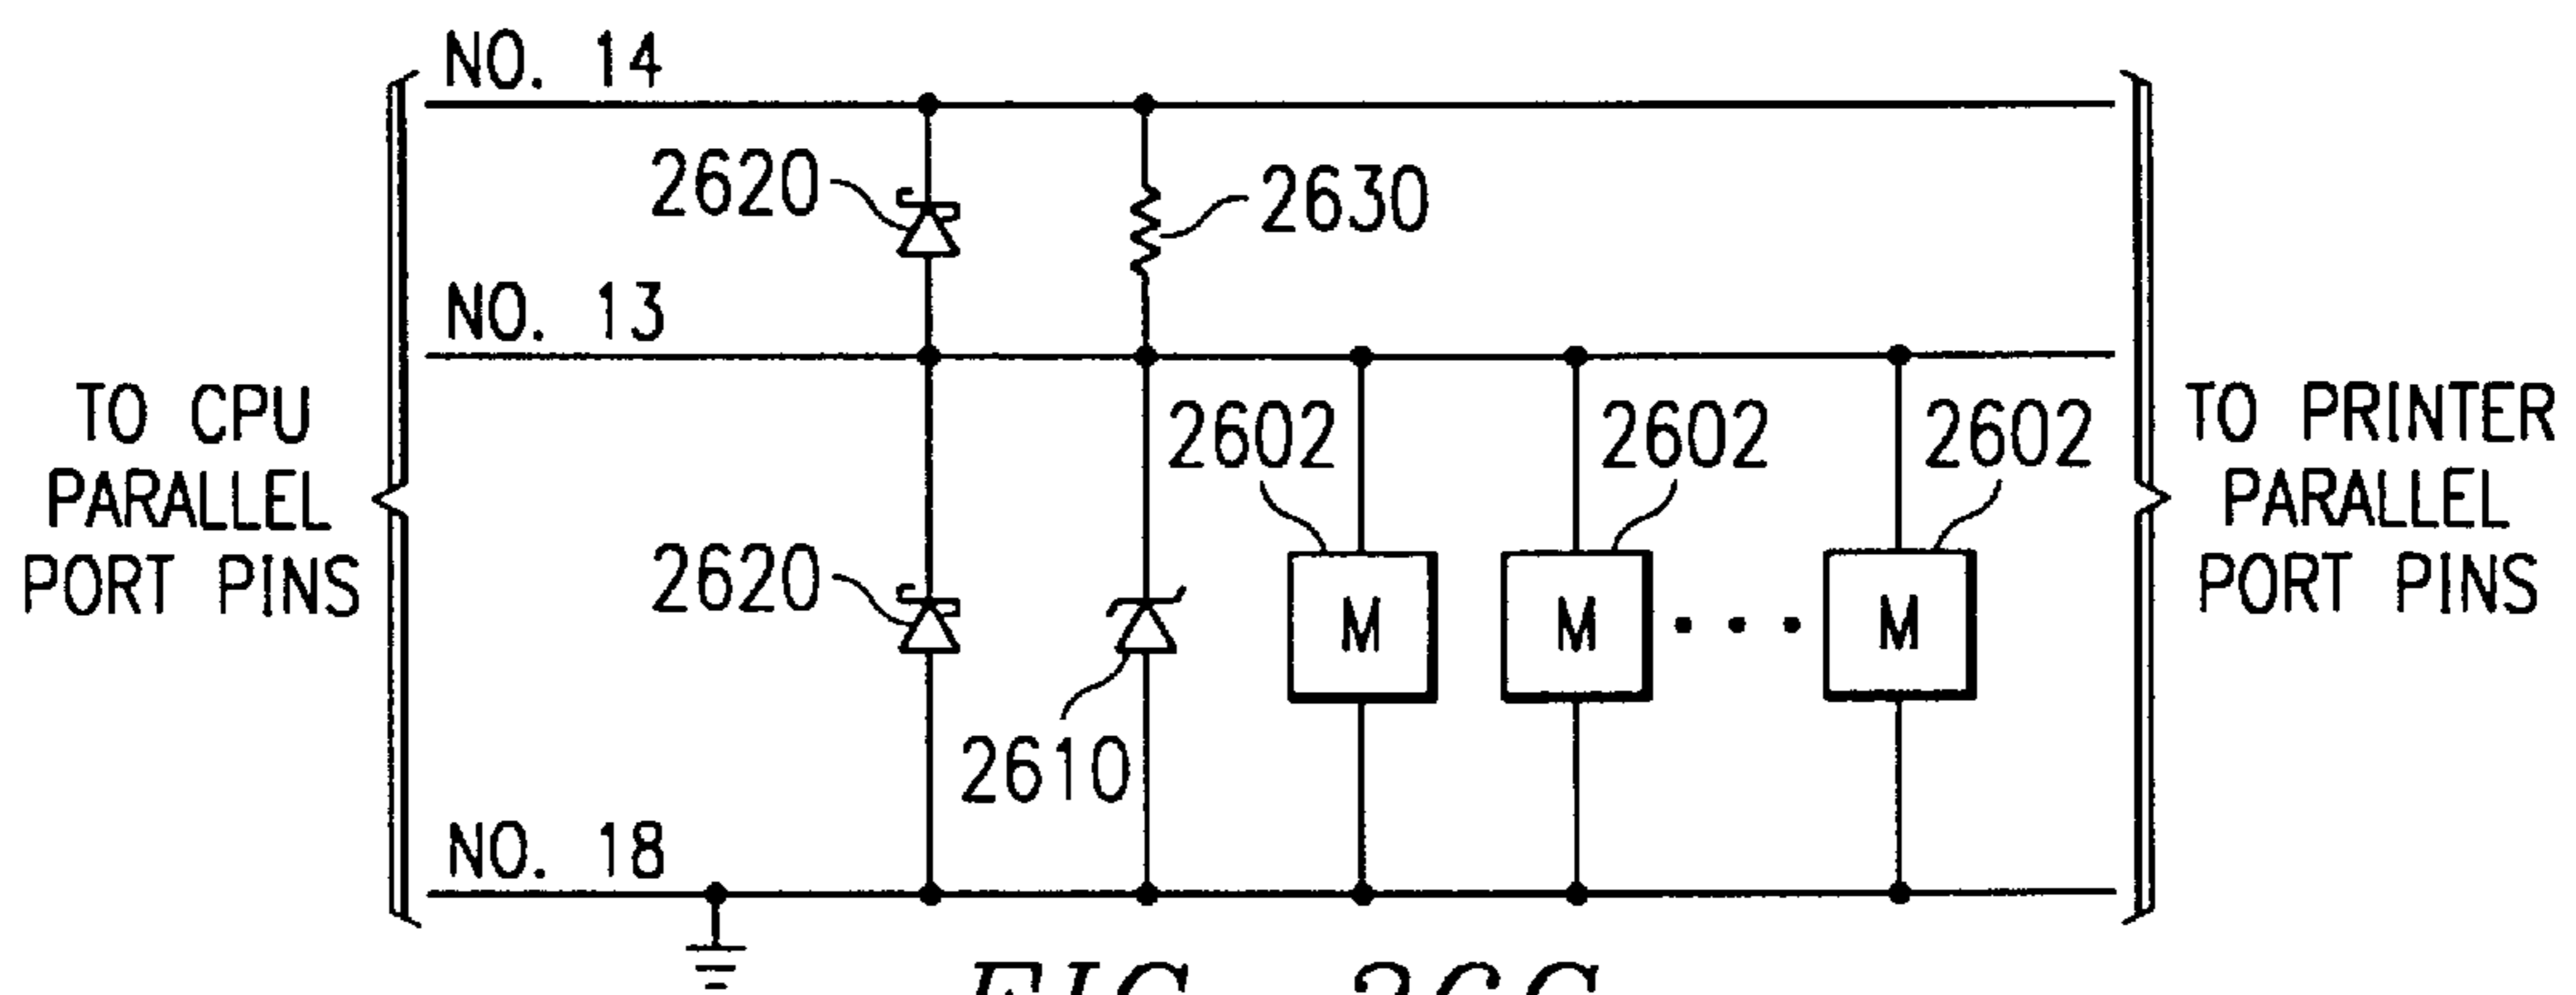 NO. 14
2620
2630
NO. 13
TO CPU
PARALLEL
PORT PINS
2602
2602
2602
TO PRINTER
PARALLEL
PORT PINS
2620
M
M
M
2610
NO. 18